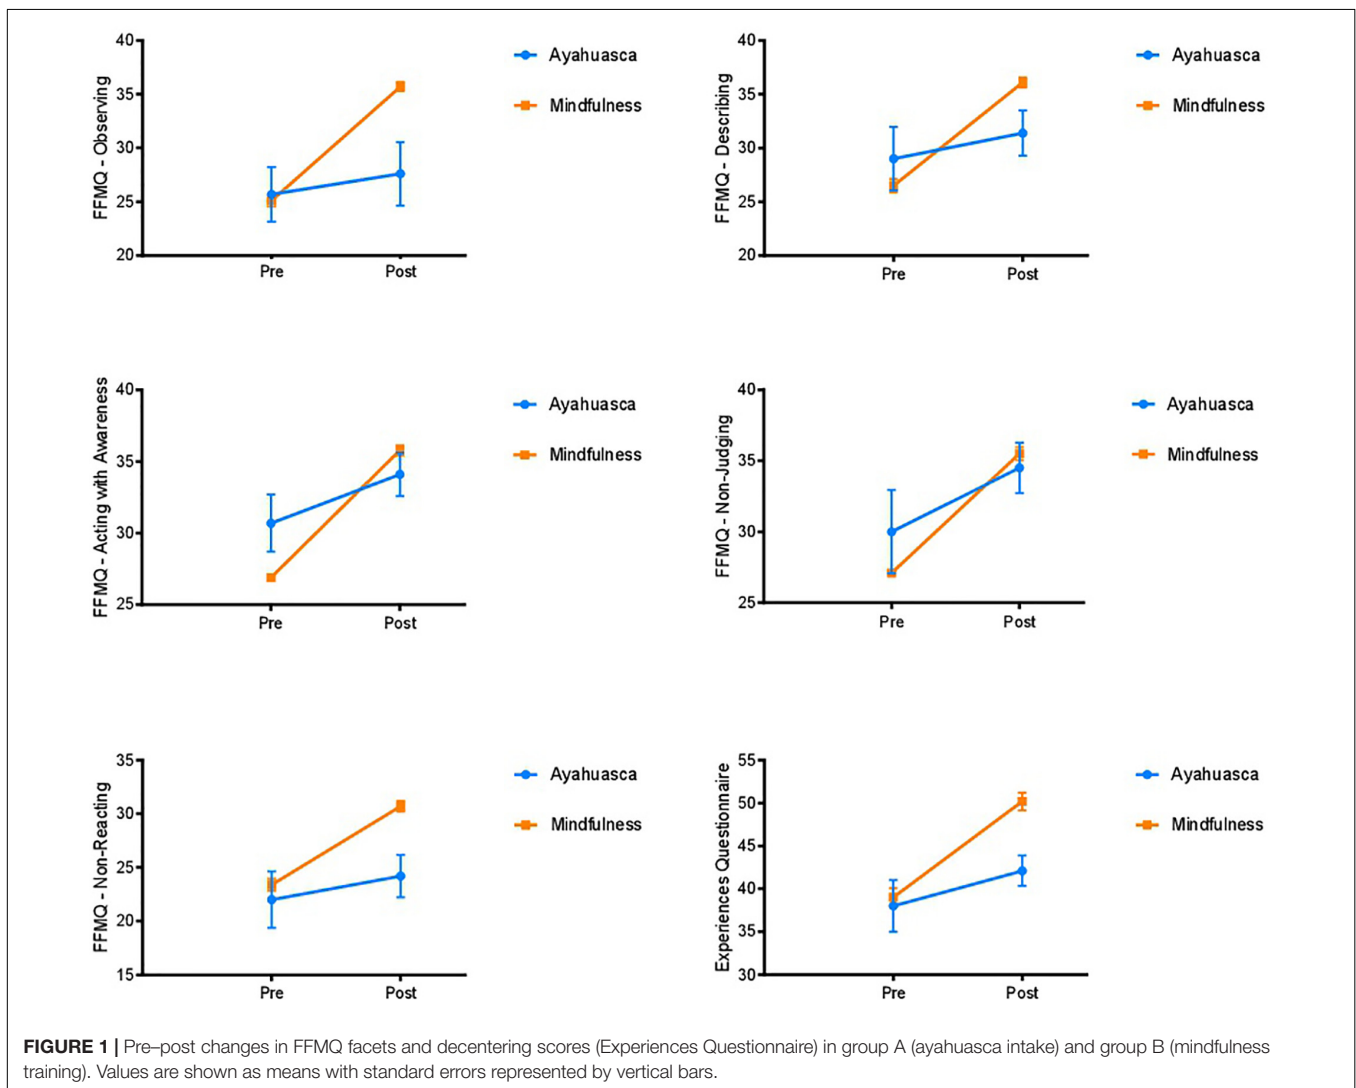 40
35
30
25
20
FFMQ - Observing
Pre
Post
Ayahuasca
Mindfulness
40
35
30
25
20
FFMQ - Describing
Pre
Post
Ayahuasca
Mindfulness
40
35
30
25
FFMQ - Acting with Awareness
Pre
Post
Ayahuasca
Mindfulness
40
35
30
25
FFMQ - Non-Judging
Pre
Post
Ayahuasca
Mindfulness
35
30
25
20
15
FFMQ - Non-Reacting
Pre
Post
Ayahuasca
Mindfulness
55
50
45
40
35
30
Experiences Questionnaire
Pre
Post
Ayahuasca
Mindfulness
FIGURE 1 | Pre–post changes in FFMQ facets and decentering scores (Experiences Questionnaire) in group A (ayahuasca intake) and group B (mindfulness
training). Values are shown as means with standard errors represented by vertical bars.